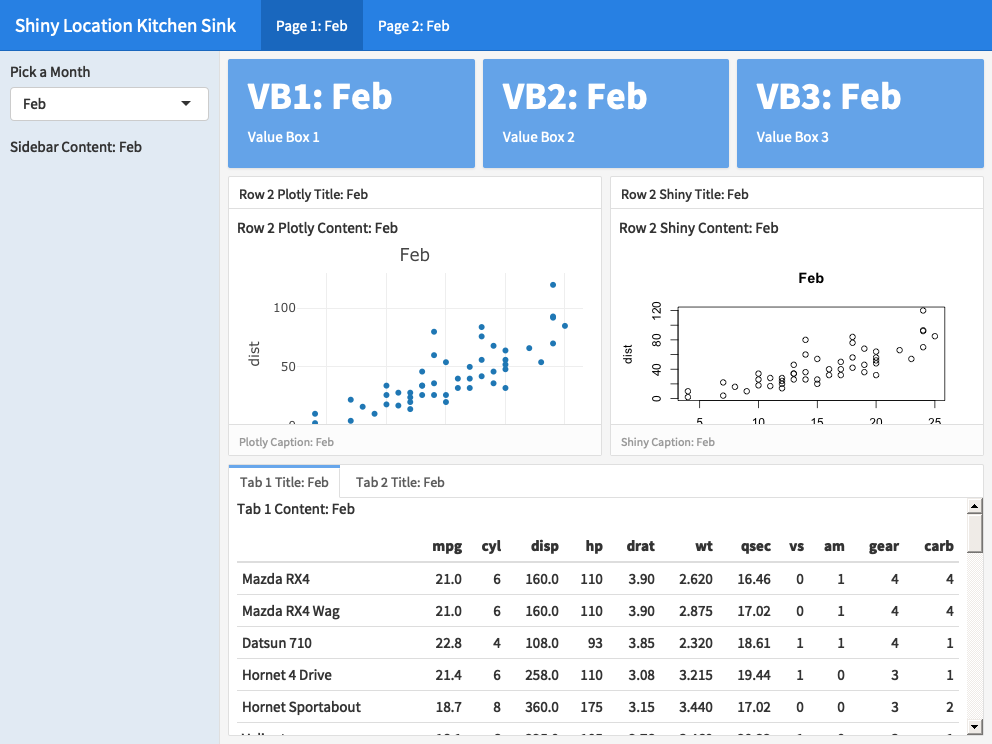 Shiny Location Kitchen Sink
Page 1: Feb
Page 2: Feb
Pick a Month
Feb
Sidebar Content: Feb
VB1: Feb
Value Box 1
VB2: Feb
Value Box 2
VB3: Feb
Value Box 3
Row 2 Plotly Title: Feb
Row 2 Plotly Content: Feb
Feb
100
50
0
dist
Plotly Caption: Feb
Row 2 Shiny Title: Feb
Row 2 Shiny Content: Feb
Feb
120
80
40
0
dist
5 10 15 20 25
Shiny Caption: Feb
Tab 1 Title: Feb
Tab 2 Title: Feb
Tab 1 Content: Feb
mpg cyl disp hp drat wt qsec vs am gear carb
Mazda RX4 21.0 6 160.0 110 3.90 2.620 16.46 0 1 4 4
Mazda RX4 Wag 21.0 6 160.0 110 3.90 2.875 17.02 0 1 4 4
Datsun 710 22.8 4 108.0 93 3.85 2.320 18.61 1 1 4 1
Hornet 4 Drive 21.4 6 258.0 110 3.08 3.215 19.44 1 0 3 1
Hornet Sportabout 18.7 8 360.0 175 3.15 3.440 17.02 0 0 3 2